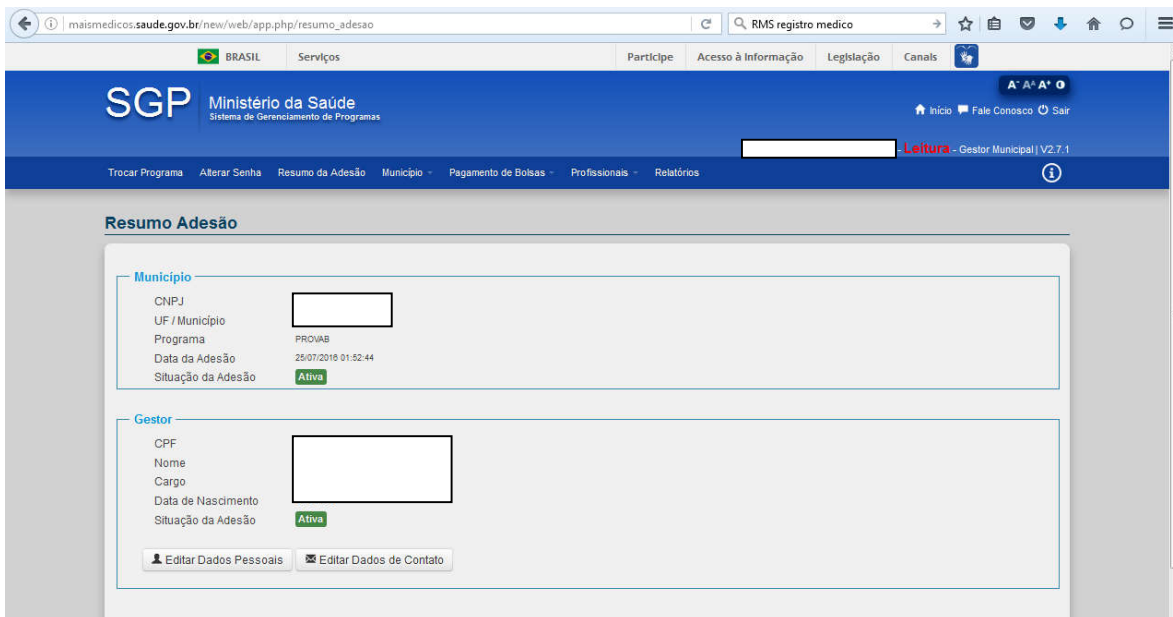 maismedicos.saude.gov.br/new/web/app.php/resumo_adesao RMS registro medico
BRASIL Serviços Participe Acesso à Informação Legislação Canais
A- A^ A+
SGP Ministério da Saúde
Sistema de Gerenciamento de Programas
Início Fale Conosco Sair
- Leitura - Gestor Municipal | V2.7.1
Trocar Programa Alterar Senha Resumo da Adesão Município Pagamento de Bolsas Profissionais Relatórios
Resumo Adesão
Município
CNPJ
UF / Município
Programa PROVAB
Data da Adesão 25/07/2016 01:52:44
Situação da Adesão Ativa
Gestor
CPF
Nome
Cargo
Data de Nascimento
Situação da Adesão Ativa
Editar Dados Pessoais Editar Dados de Contato